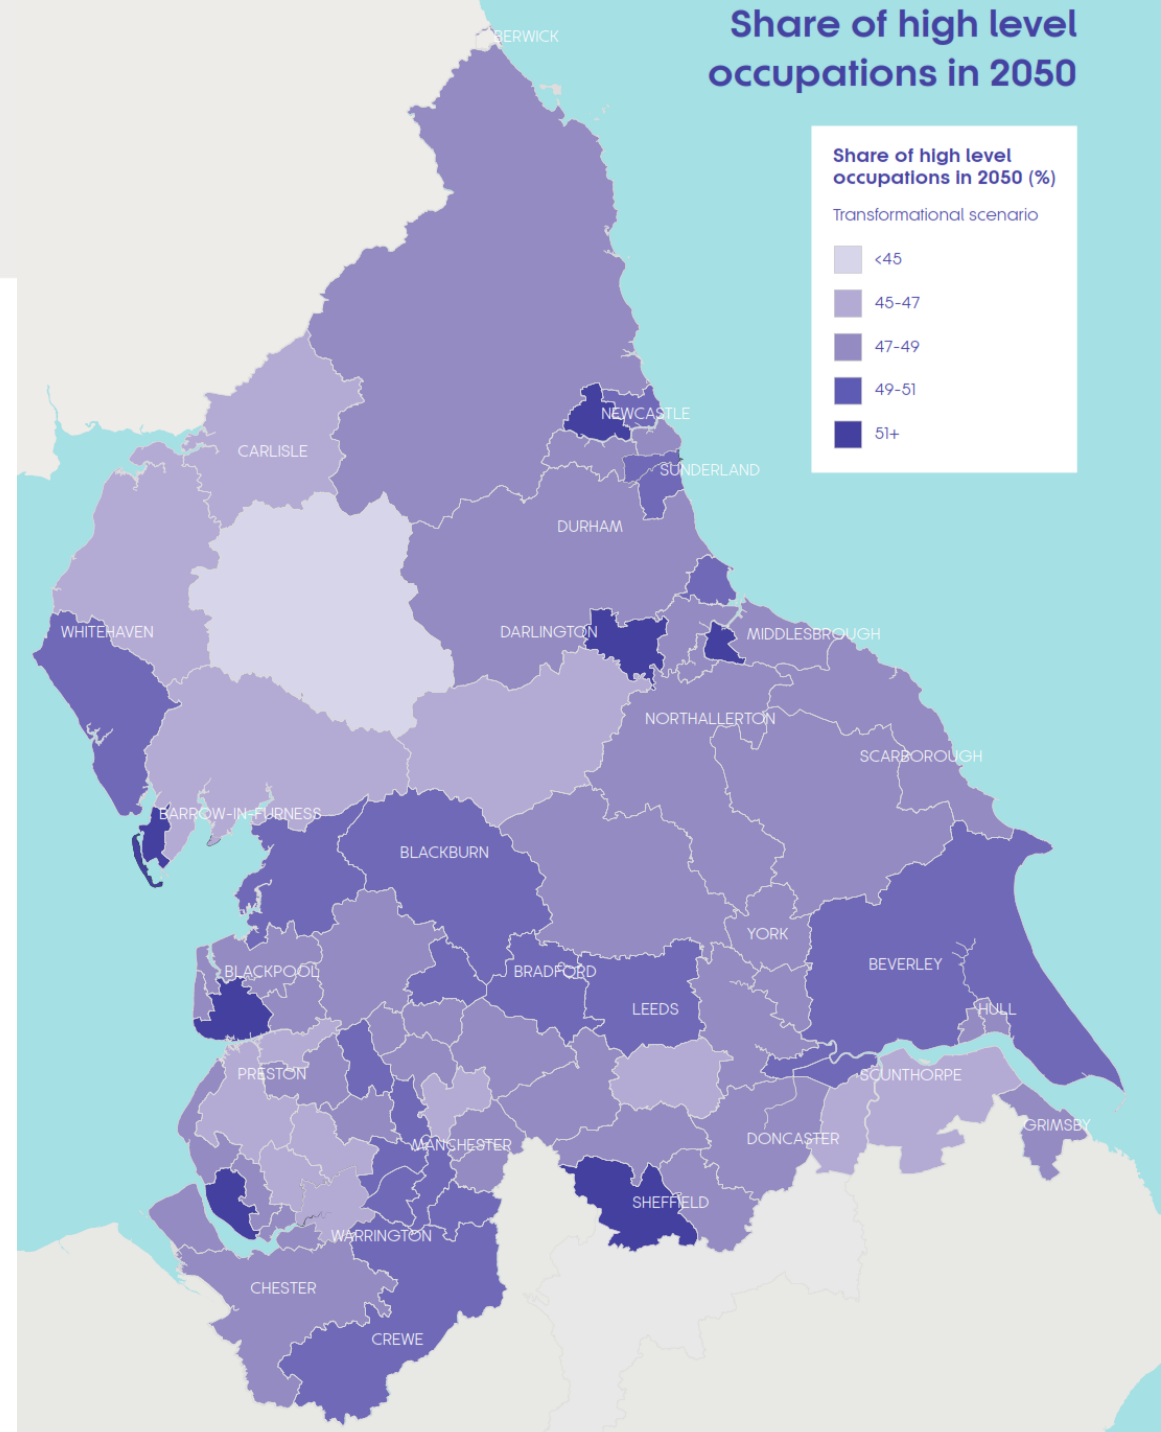 Share of high level
occupations in 2050
Share of high level
occupations in 2050 (%)
Transformational scenario
<45
45-47
47-49
49-51
51+
BERWICK
NEWCASTLE
CARLISLE
SUNDERLAND
DURHAM
WHITEHAVEN
DARLINGTON
MIDDLESBROUGH
NORTHALLERTON
SCARBOROUGH
BARROW-IN-FURNESS
BLACKBURN
YORK
BEVERLEY
BLACKPOOL
BRADFORD
LEEDS
HULL
PRESTON
SCUNTHORPE
GRIMSBY
DONCASTER
MANCHESTER
SHEFFIELD
WARRINGTON
CHESTER
CREWE